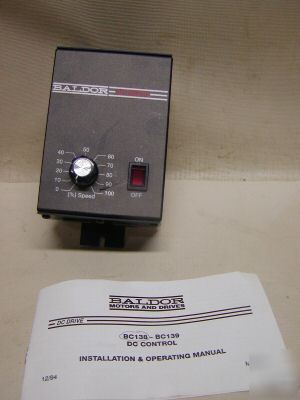 BALDOR
50
40 60
30 70
20 80
10 90
0 100
(%) Speed
ON
OFF
BALDOR
MOTORS AND DRIVES
DC DRIVE
BC138 - BC139
DC CONTROL
INSTALLATION & OPERATING MANUAL
12/94